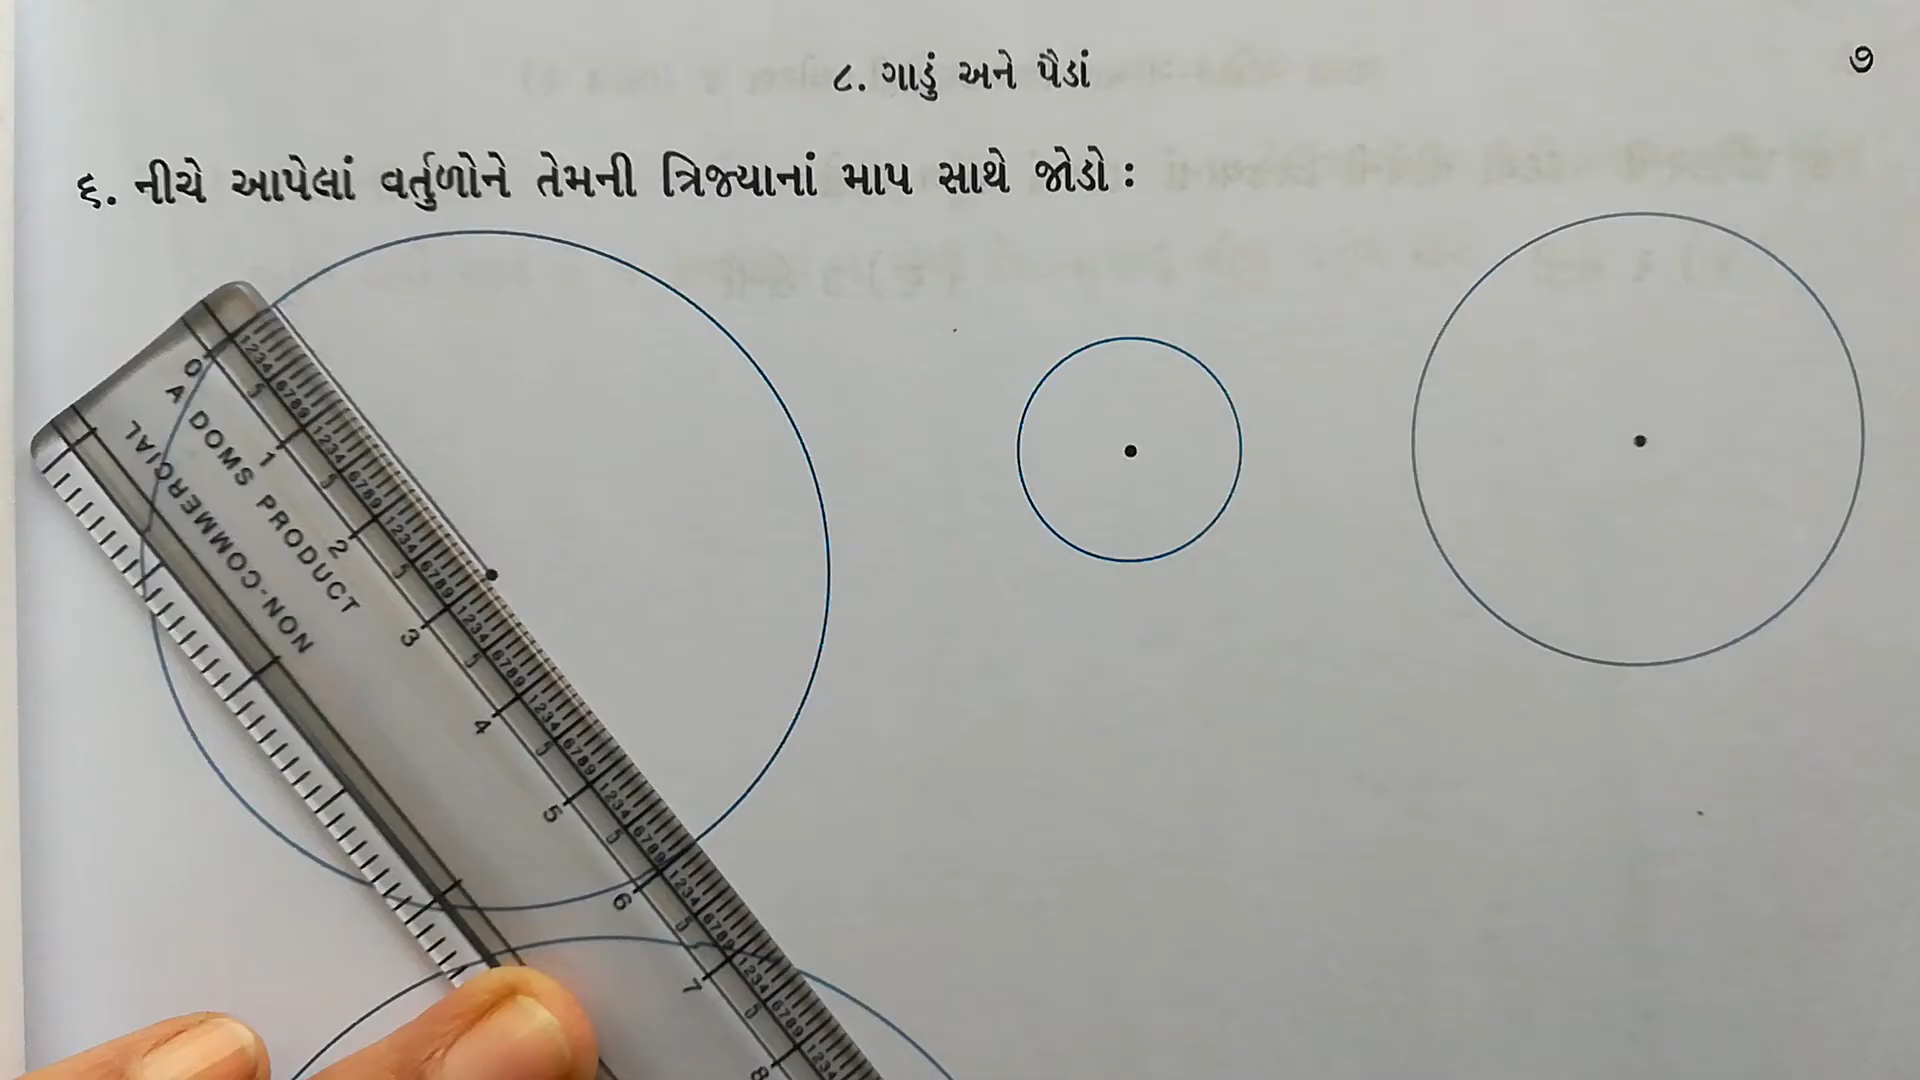 ૮. ગાડું અને પૈડાં
૭
૬. નીચે આપેલાં વર્તુળોને તેમની ત્રિજ્યાનાં માપ સાથે જોડો :
0 1 2 3 4 5 6 7 8
A DOMS PRODUCT
NON-COMMERCIAL